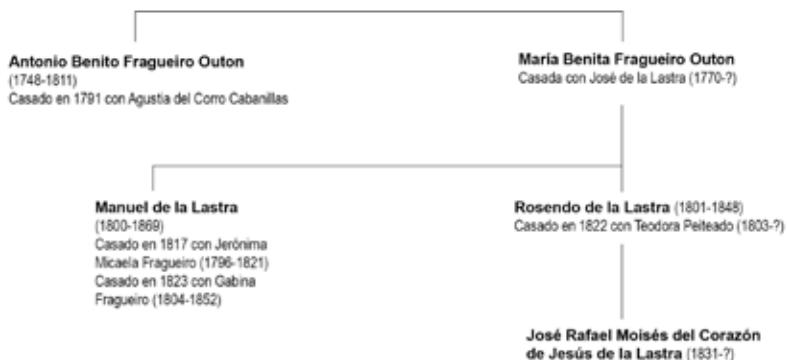 Antonio Benito Fragueiro Outon
(1748-1811)
Casado en 1791 con Agustia del Corro Cabanillas
María Benita Fragueiro Outon
Casada con José de la Lastra (1770-?)
Manuel de la Lastra
(1800-1869)
Casado en 1817 con Jerónima
Micaela Fragueiro (1796-1821)
Casado en 1823 con Gabina
Fragueiro (1804-1852)
Rosendo de la Lastra (1801-1848)
Casado en 1822 con Teodora Peiteado (1803-?)
José Rafael Moisés del Corazón
de Jesús de la Lastra (1831-?)